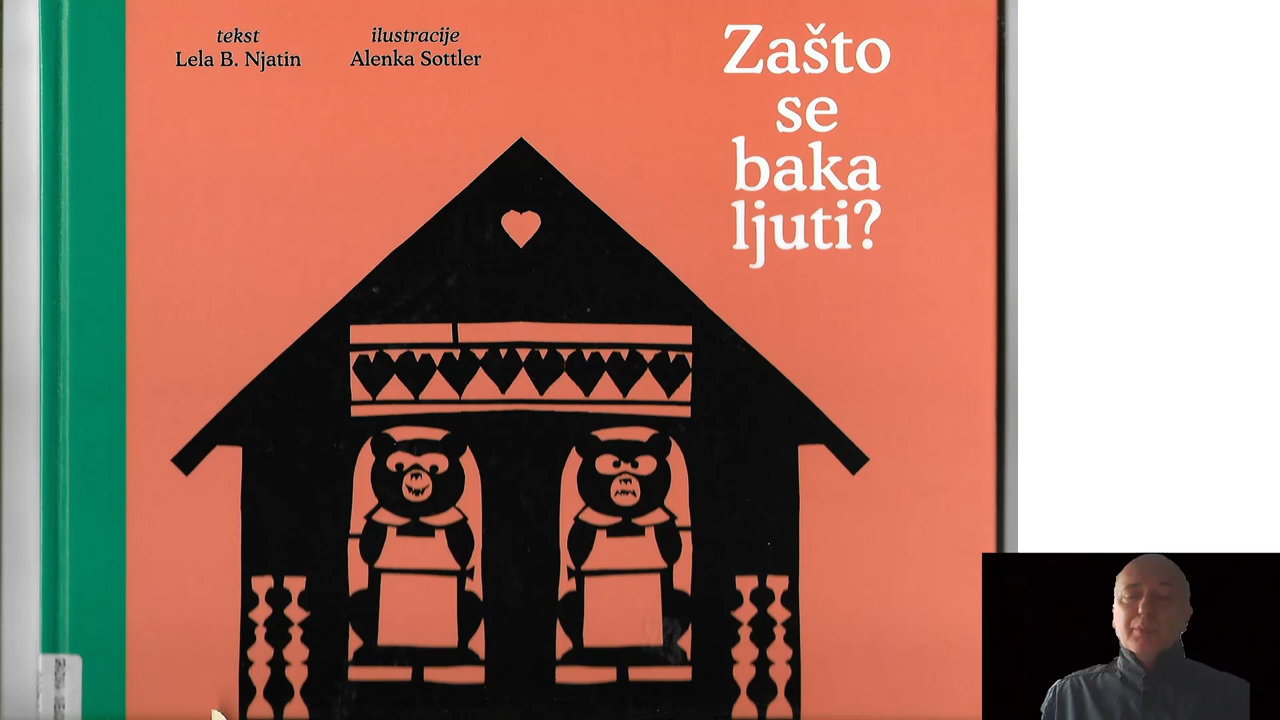 tekst
Lela B. Njatin
ilustracije
Alenka Sottler
Zašto
se
baka
ljuti?